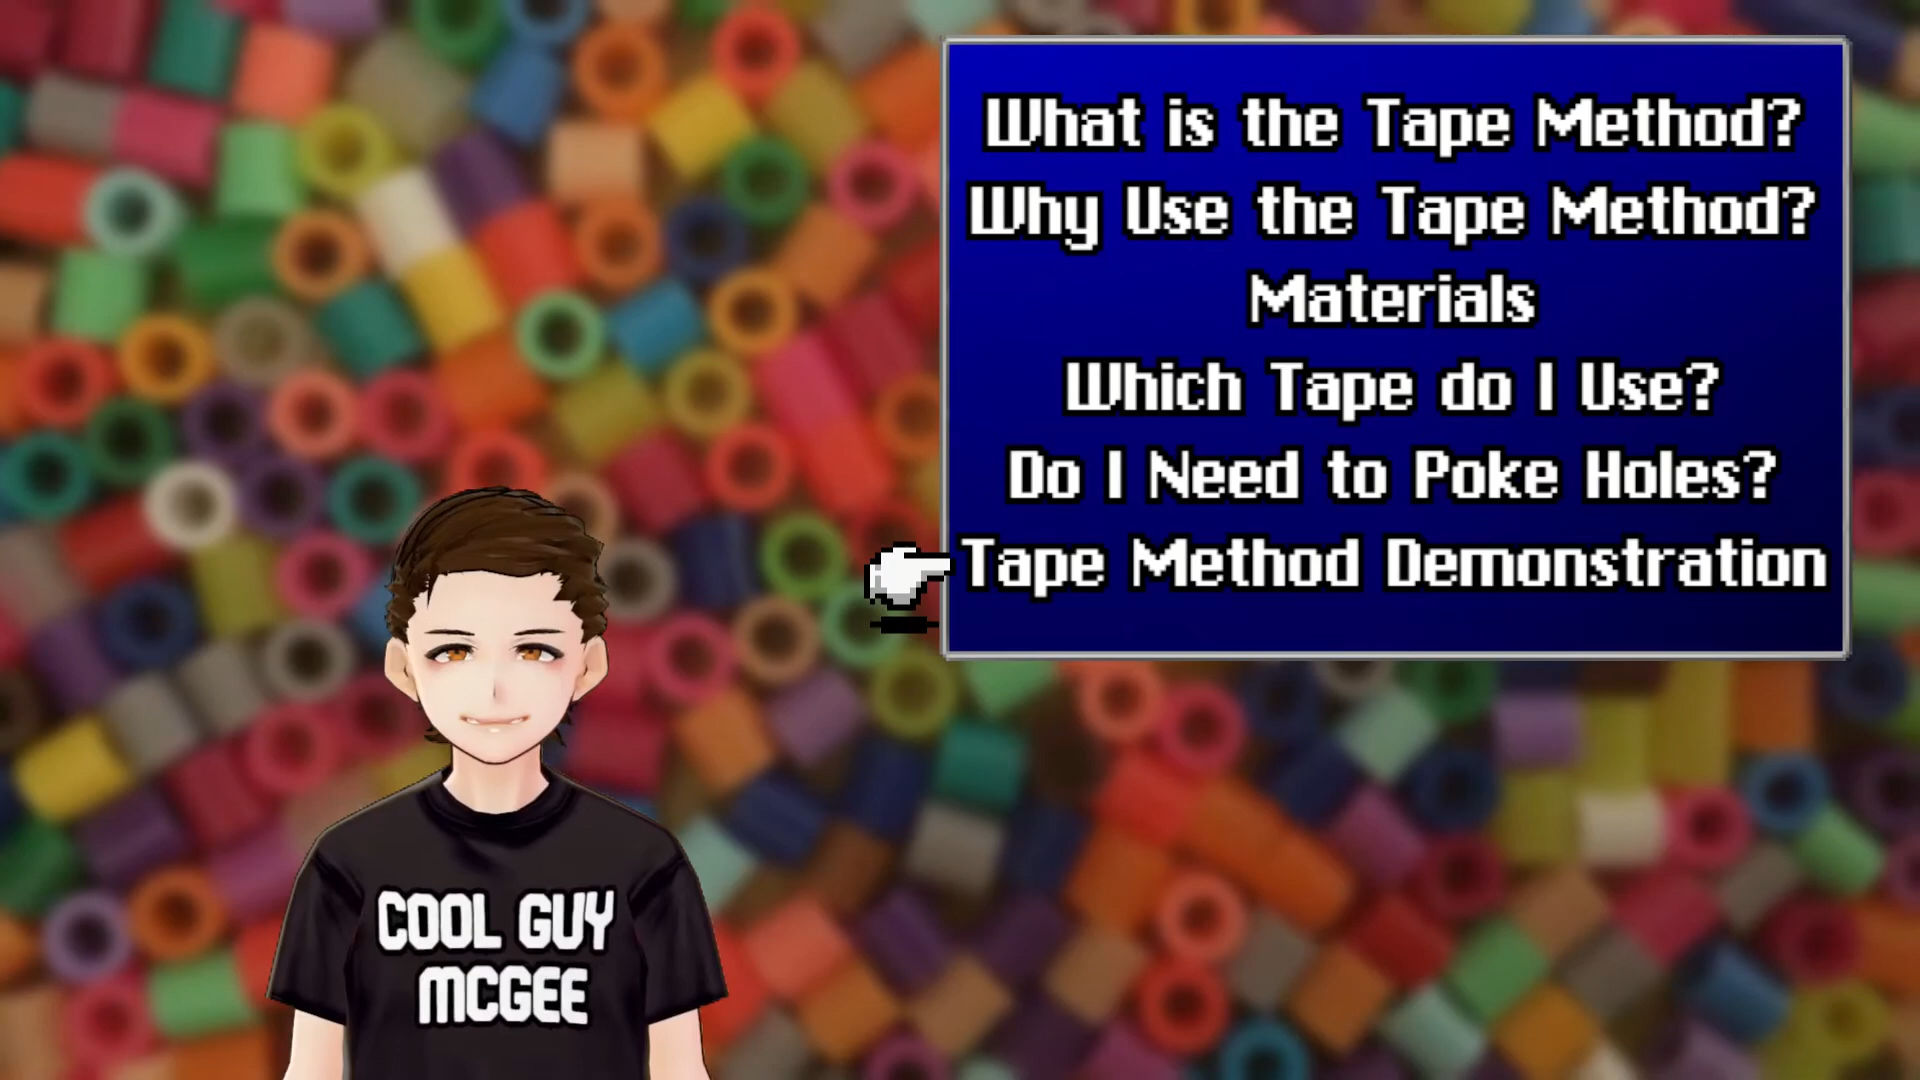 What is the Tape Method?
Why Use the Tape Method?
Materials
Which Tape do I Use?
Do I Need to Poke Holes?
Tape Method Demonstration
COOL GUY
MCGEE